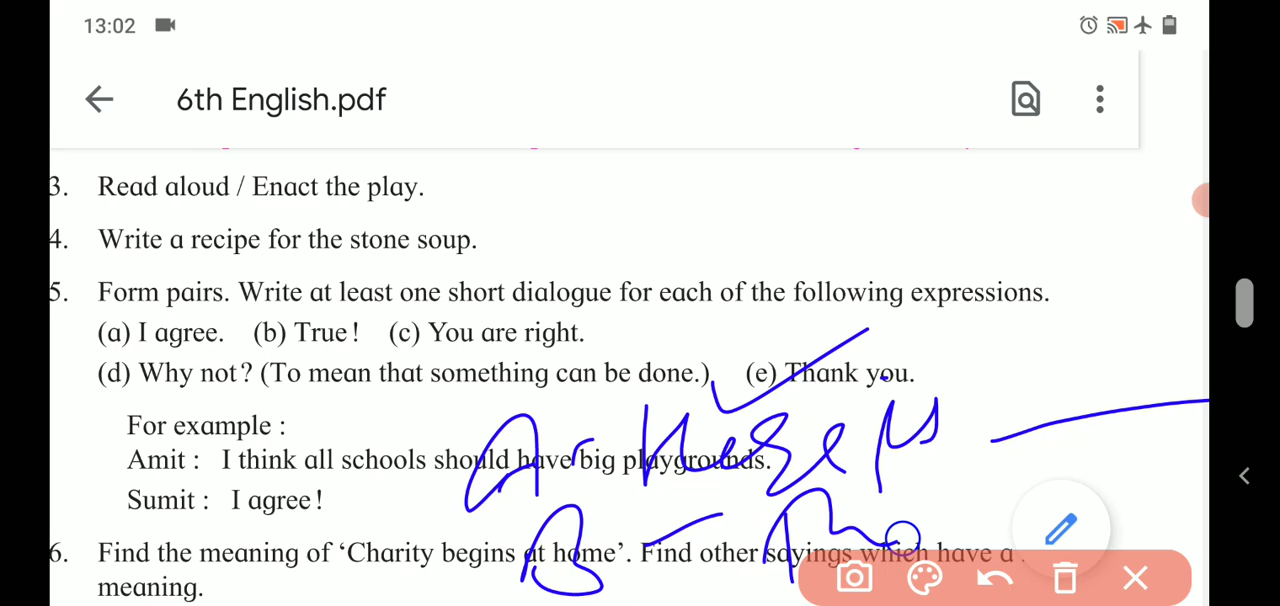 13:02
6th English.pdf
3. Read aloud / Enact the play.
4. Write a recipe for the stone soup.
5. Form pairs. Write at least one short dialogue for each of the following expressions.
(a) I agree. (b) True! (c) You are right.
(d) Why not? (To mean that something can be done.) (e) Thank you.
For example :
Amit : I think all schools should have big playgrounds.
Sumit : I agree!
6. Find the meaning of ‘Charity begins at home’. Find other sayings which have a
meaning.